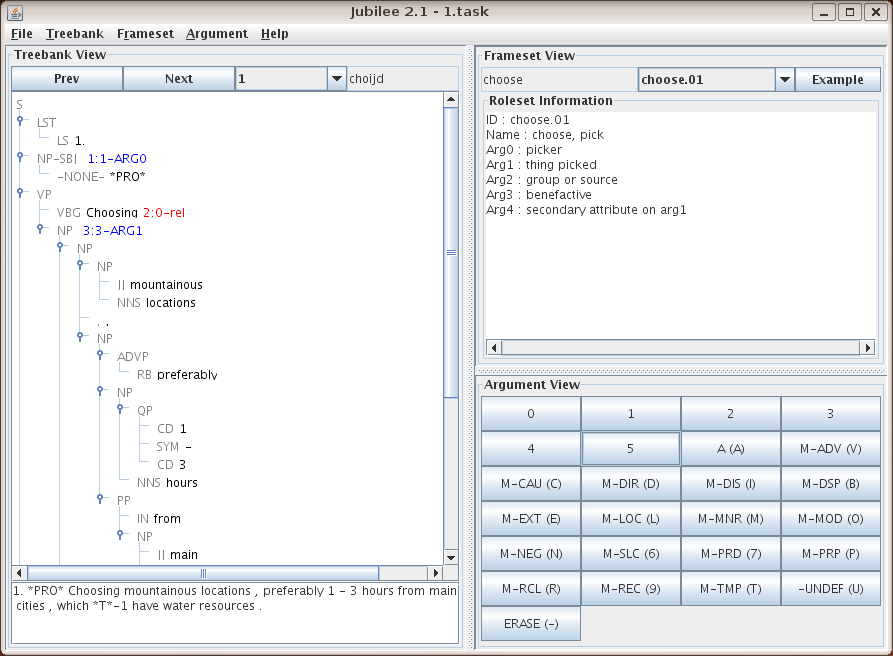 Jubilee 2.1 - 1.task
File Treebank Frameset Argument Help
Treebank View
Prev Next 1 choijd
S
LST
LS 1.
NP-SBJ 1:1-ARG0
-NONE- *PRO*
VP
VBG Choosing 2:0-rel
NP 3:3-ARG1
NP
NP
JJ mountainous
NNS locations
, ,
NP
ADVP
RB preferably
NP
QP
CD 1
SYM -
CD 3
NNS hours
PP
IN from
NP
JJ main
1. *PRO* Choosing mountainous locations , preferably 1 - 3 hours from main
cities , which *T*-1 have water resources .
Frameset View
choose choose.01 Example
Roleset Information
ID : choose.01
Name : choose, pick
Arg0 : picker
Arg1 : thing picked
Arg2 : group or source
Arg3 : benefactive
Arg4 : secondary attribute on arg1
Argument View
0 1 2 3
4 5 A (A) M-ADV (V)
M-CAU (C) M-DIR (D) M-DIS (I) M-DSP (B)
M-EXT (E) M-LOC (L) M-MNR (M) M-MOD (O)
M-NEG (N) M-SLC (6) M-PRD (7) M-PRP (P)
M-RCL (R) M-REC (9) M-TMP (T) -UNDEF (U)
ERASE (-)